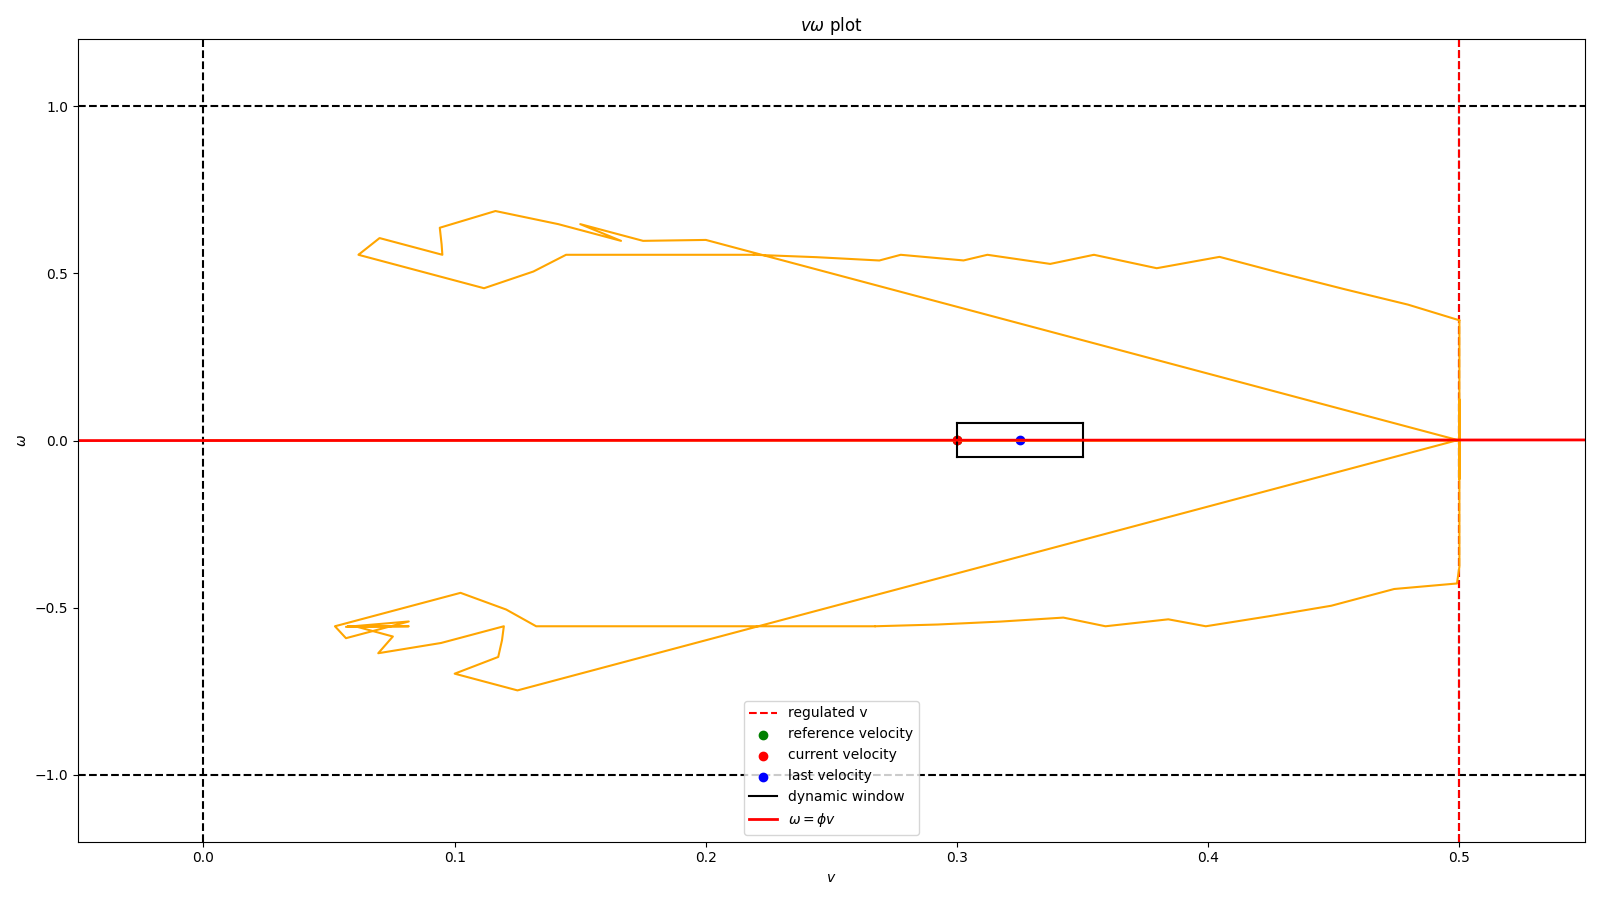 vω plot
1.0
0.5
0.0
−0.5
−1.0
ω
0.0
0.1
0.2
0.3
0.4
0.5
v
regulated v
reference velocity
current velocity
last velocity
dynamic window
ω = ϕv